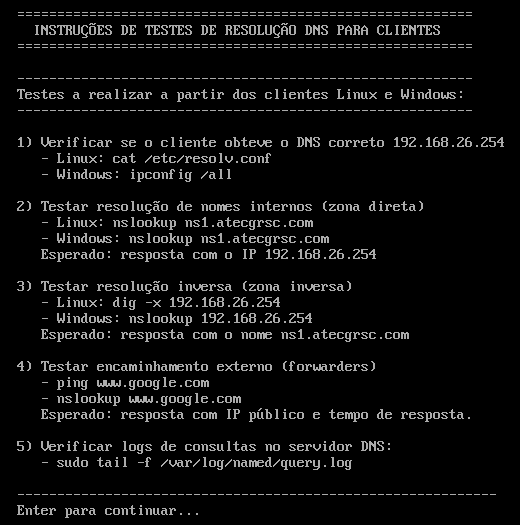 =========================================================
INSTRUÇÕES DE TESTES DE RESOLUÇÃO DNS PARA CLIENTES
=========================================================
---------------------------------------------------------
Testes a realizar a partir dos clientes Linux e Windows:
---------------------------------------------------------
1) Verificar se o cliente obteve o DNS correto 192.168.26.254
- Linux: cat /etc/resolv.conf
- Windows: ipconfig /all
2) Testar resolução de nomes internos (zona direta)
- Linux: nslookup ns1.atecgrsc.com
- Windows: nslookup ns1.atecgrsc.com
Esperado: resposta com o IP 192.168.26.254
3) Testar resolução inversa (zona inversa)
- Linux: dig -x 192.168.26.254
- Windows: nslookup 192.168.26.254
Esperado: resposta com o nome ns1.atecgrsc.com
4) Testar encaminhamento externo (forwarders)
- ping www.google.com
- nslookup www.google.com
Esperado: resposta com IP público e tempo de resposta.
5) Verificar logs de consultas no servidor DNS:
- sudo tail -f /var/log/named/query.log
------------------------------------------------------------
Enter para continuar...